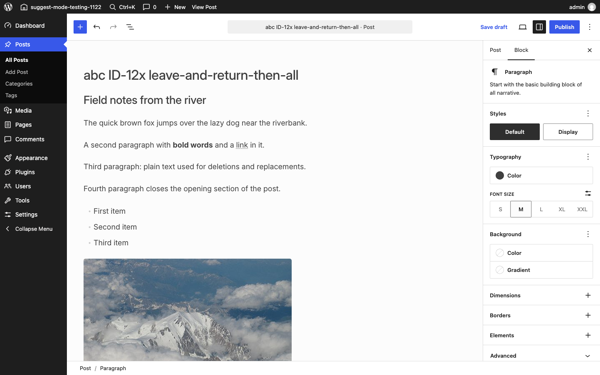 suggest-mode-testing-1122
Ctrl+K
0
New
View Post
admin
Dashboard
Posts
All Posts
Add Post
Categories
Tags
Media
Pages
Comments
Appearance
Plugins
Users
Tools
Settings
Collapse Menu
abc ID-12x leave-and-return-then-all · Post
Save draft
Publish
abc ID-12x leave-and-return-then-all
Field notes from the river
The quick brown fox jumps over the lazy dog near the riverbank.
A second paragraph with bold words and a link in it.
Third paragraph: plain text used for deletions and replacements.
Fourth paragraph closes the opening section of the post.
· First item
· Second item
· Third item
Post
Block
Paragraph
Start with the basic building block of
all narrative.
Styles
Default
Display
Typography
Color
FONT SIZE
S
M
L
XL
XXL
Background
Color
Gradient
Dimensions
Borders
Elements
Advanced
Post / Paragraph